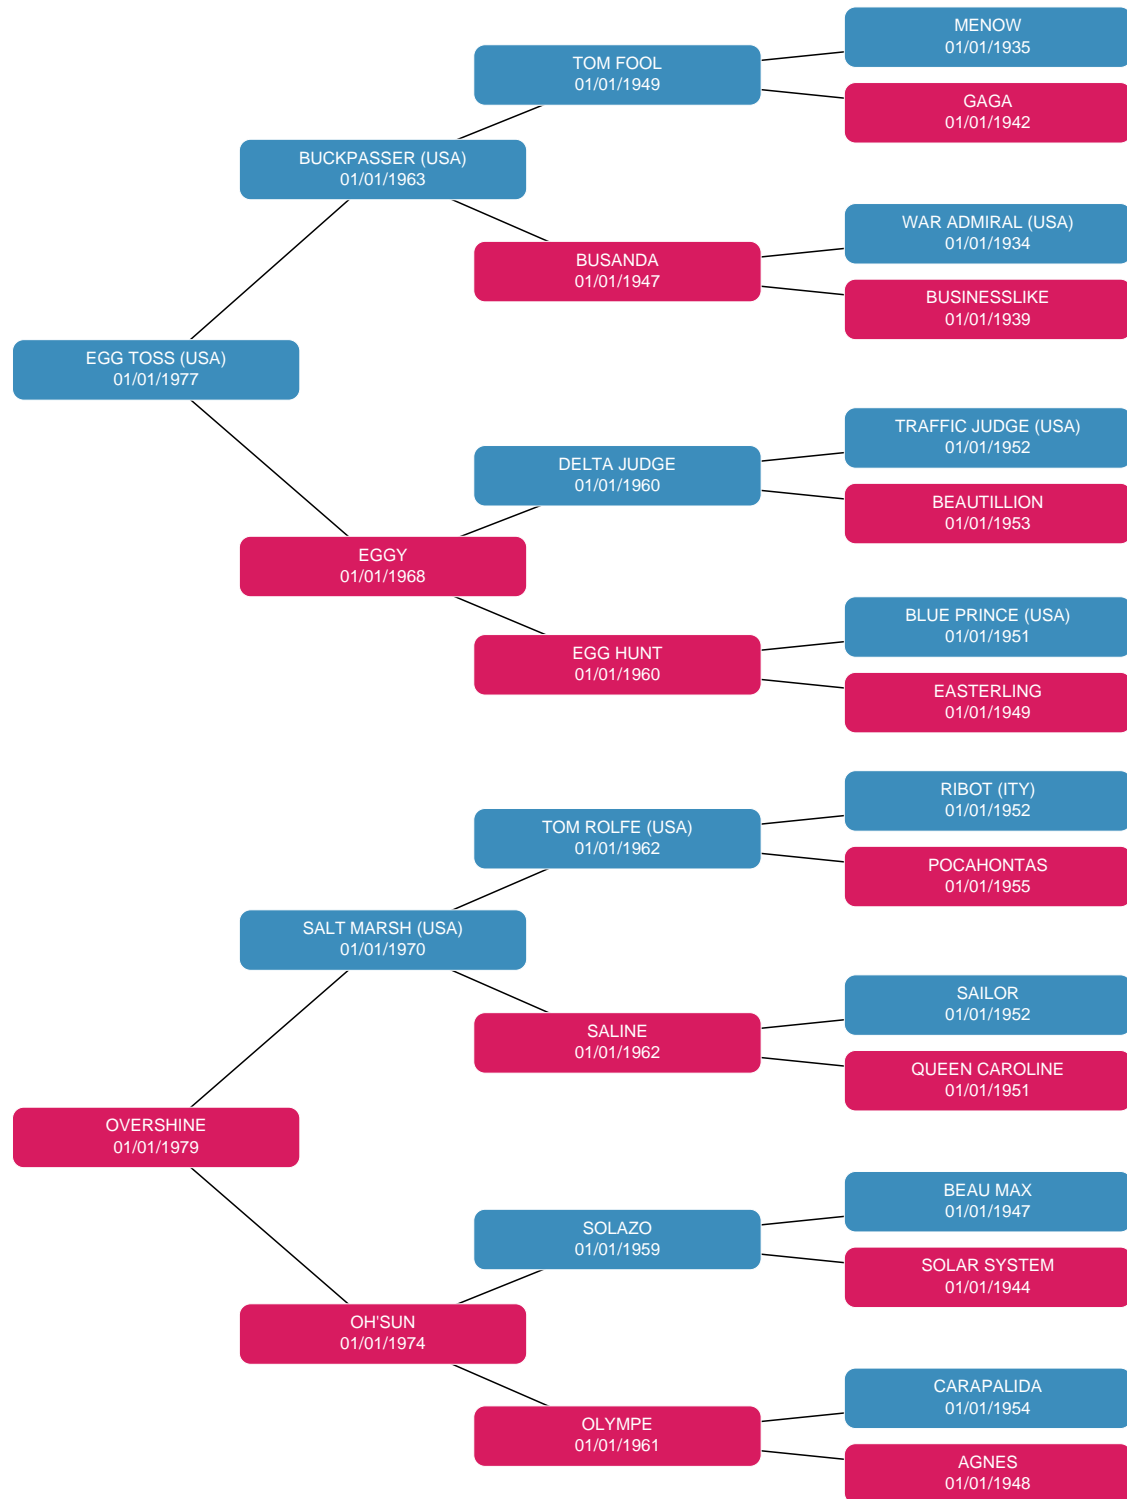 MENOW
01/01/1935
TOM FOOL
01/01/1949
GAGA
01/01/1942
BUCKPASSER (USA)
01/01/1963
WAR ADMIRAL (USA)
01/01/1934
BUSANDA
01/01/1947
BUSINESSLIKE
01/01/1939
EGG TOSS (USA)
01/01/1977
TRAFFIC JUDGE (USA)
01/01/1952
DELTA JUDGE
01/01/1960
BEAUTILLION
01/01/1953
EGGY
01/01/1968
BLUE PRINCE (USA)
01/01/1951
EGG HUNT
01/01/1960
EASTERLING
01/01/1949
RIBOT (ITY)
01/01/1952
TOM ROLFE (USA)
01/01/1962
POCAHONTAS
01/01/1955
SALT MARSH (USA)
01/01/1970
SAILOR
01/01/1952
SALINE
01/01/1962
QUEEN CAROLINE
01/01/1951
OVERSHINE
01/01/1979
BEAU MAX
01/01/1947
SOLAZO
01/01/1959
SOLAR SYSTEM
01/01/1944
OH'SUN
01/01/1974
CARAPALIDA
01/01/1954
OLYMPE
01/01/1961
AGNES
01/01/1948